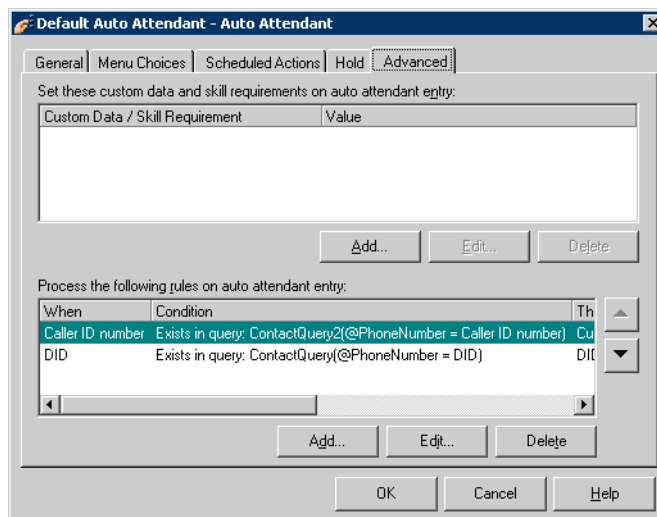 Default Auto Attendant - Auto Attendant
General Menu Choices Scheduled Actions Hold Advanced
Set these custom data and skill requirements on auto attendant entry:
Custom Data / Skill Requirement Value
Add... Edit... Delete
Process the following rules on auto attendant entry:
When Condition Th
Caller ID number Exists in query: ContactQuery2(@PhoneNumber = Caller ID number) Cu
DID Exists in query: ContactQuery(@PhoneNumber = DID) DID
Add... Edit... Delete
OK Cancel Help